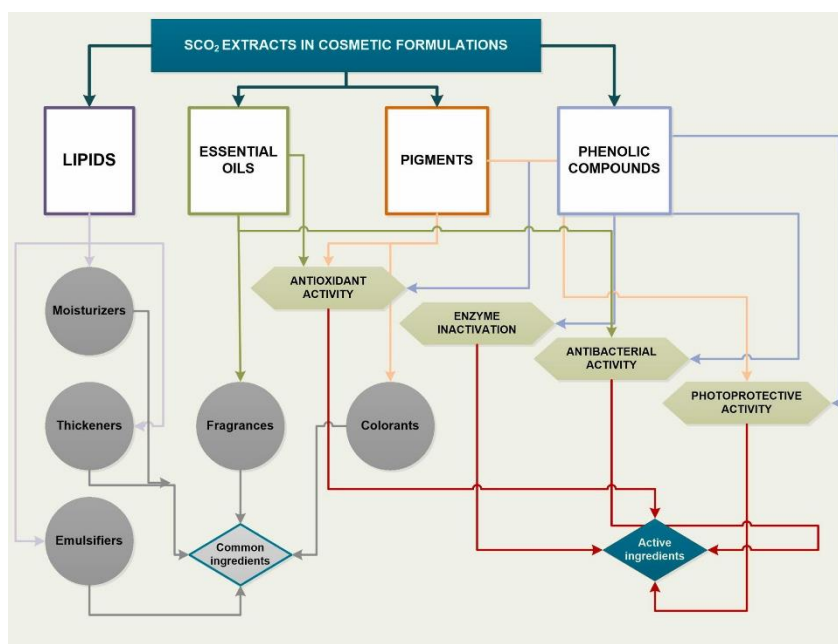 SCO₂ EXTRACTS IN COSMETIC FORMULATIONS
LIPIDS
ESSENTIAL
OILS
PIGMENTS
PHENOLIC
COMPOUNDS
Moisturizers
ANTIOXIDANT
ACTIVITY
ENZYME
INACTIVATION
ANTIBACTERIAL
ACTIVITY
PHOTOPROTECTIVE
ACTIVITY
Thickeners
Fragrances
Colorants
Emulsifiers
Common
ingredients
Active
ingredients